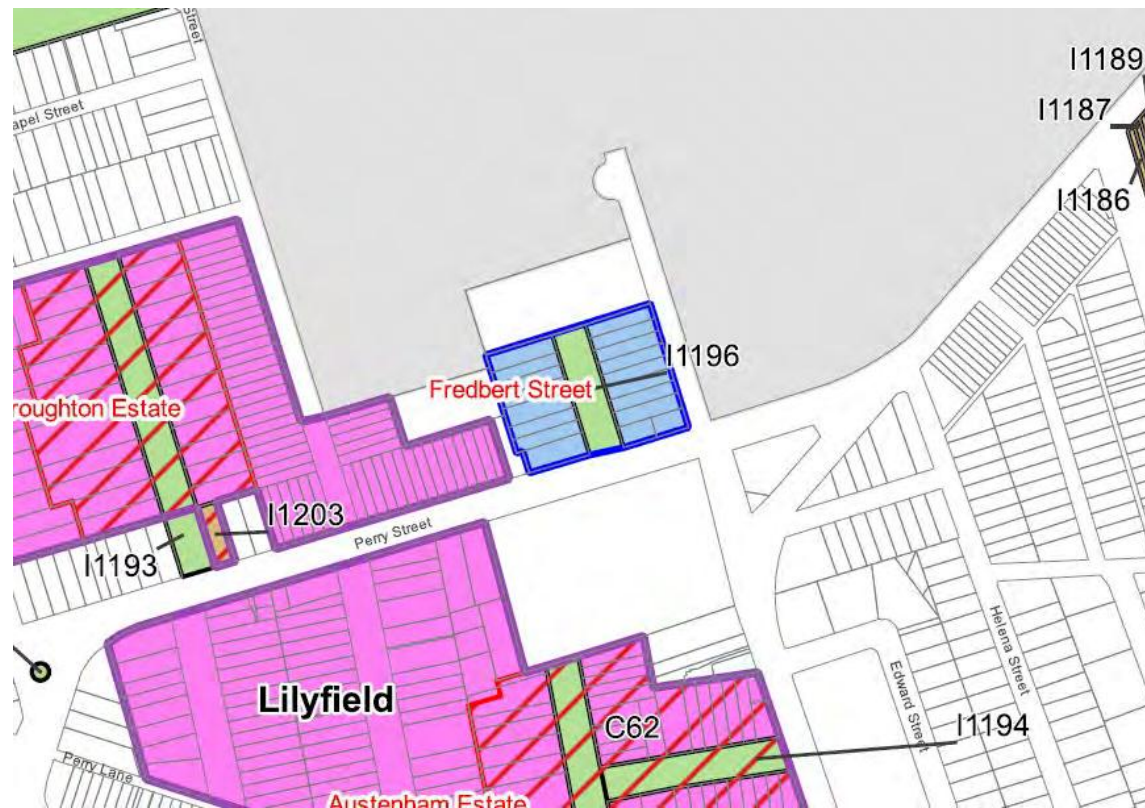 Street
I1189
I1187
apel Street
I1186
I1196
Fredbert Street
roughton Estate
I1203
Perry Street
I1193
Helena Street
Lilyfield
Edward Street
C62
I1194
Perry Lane
Austenham Estate